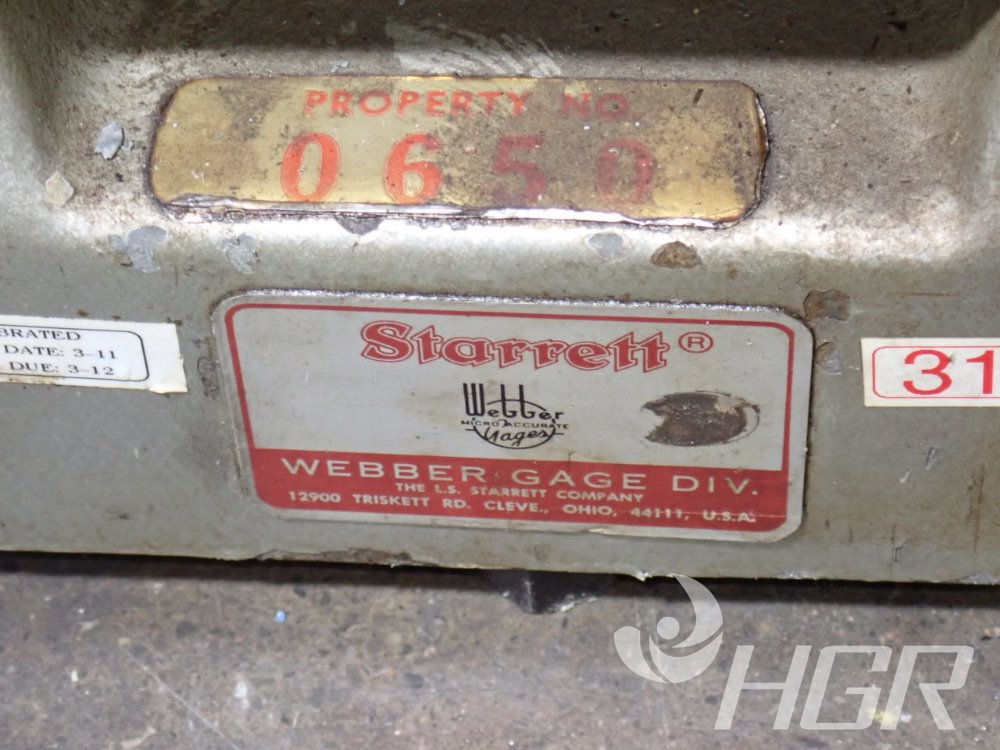 PROPERTY NO.
0650
BRATED
DATE: 3-11
DUE: 3-12
Starrett®
Webber
MICRO ACCURATE
Gages
WEBBER GAGE DIV.
THE L.S. STARRETT COMPANY
12900 TRISKETT RD. CLEVE., OHIO, 44111, U.S.A.
31
HGR